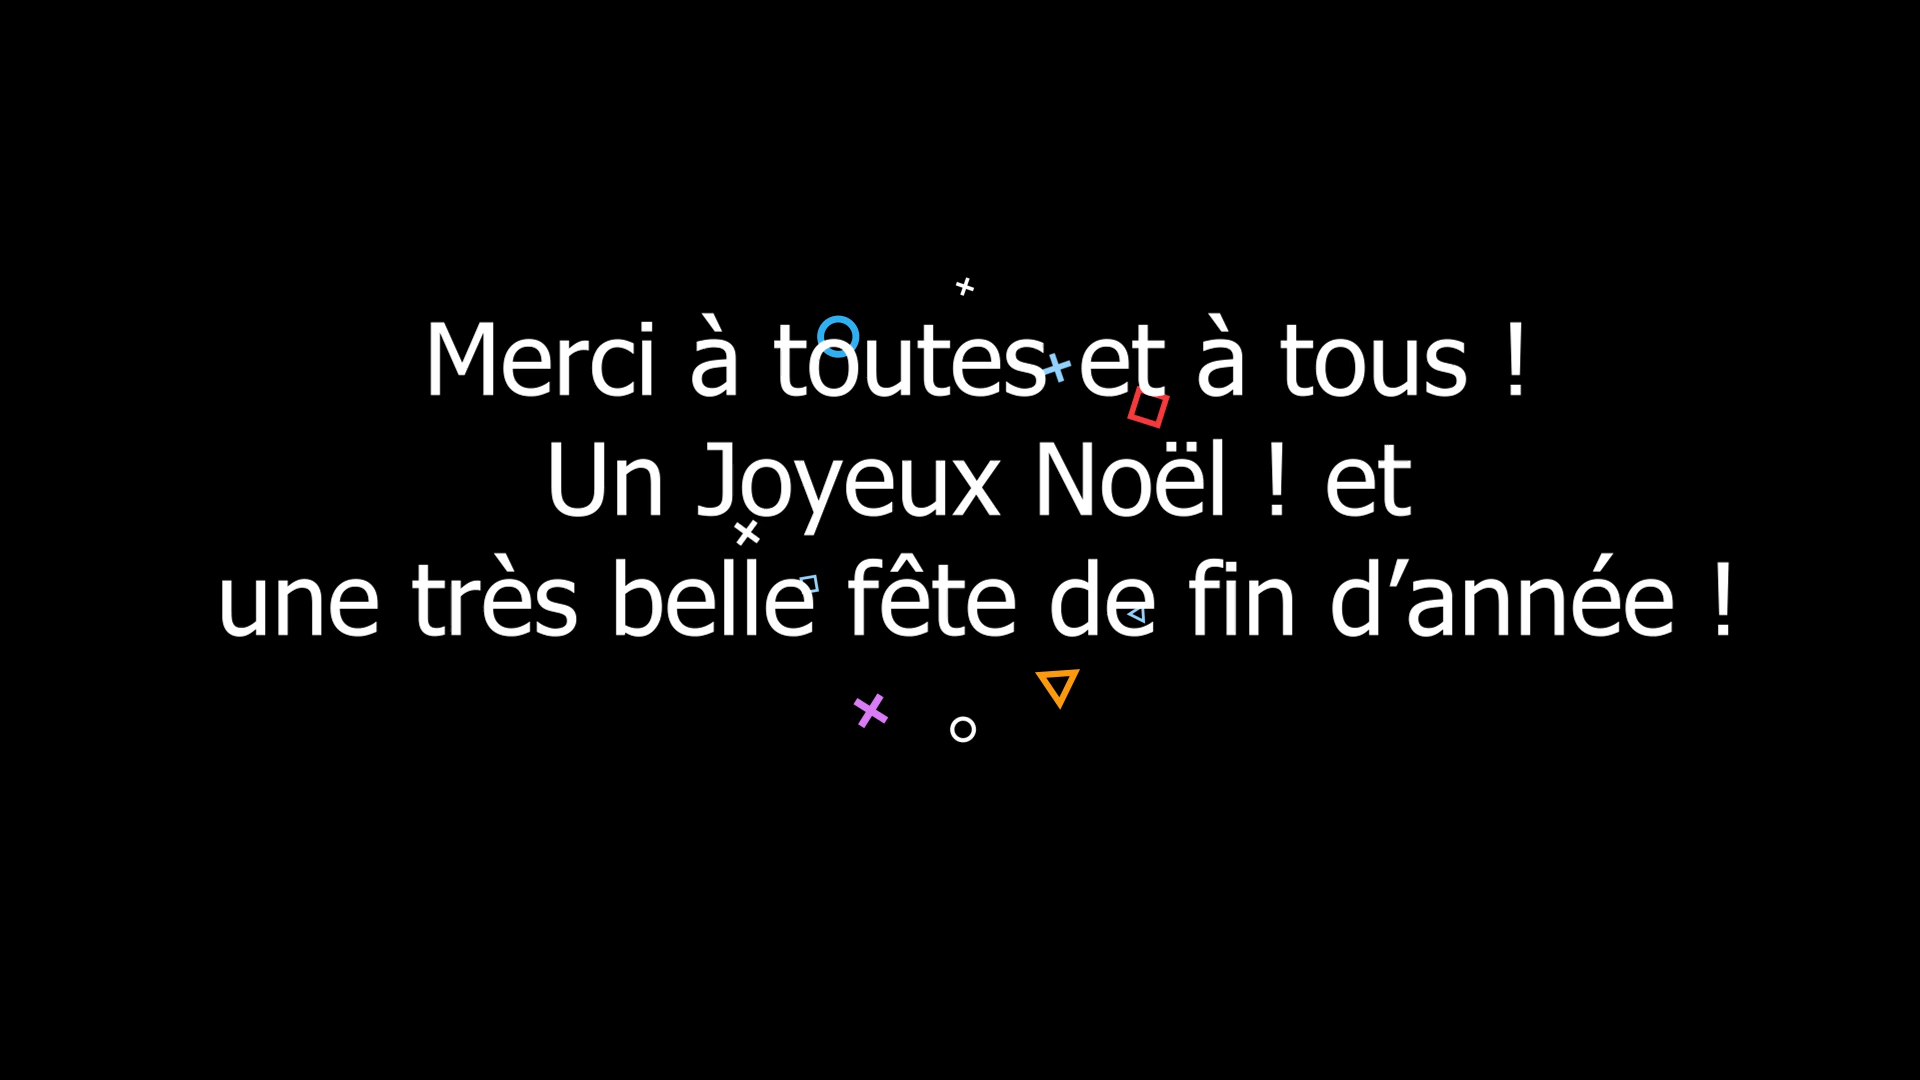 Merci à toutes et à tous !
Un Joyeux Noël ! et
une très belle fête de fin d’année !